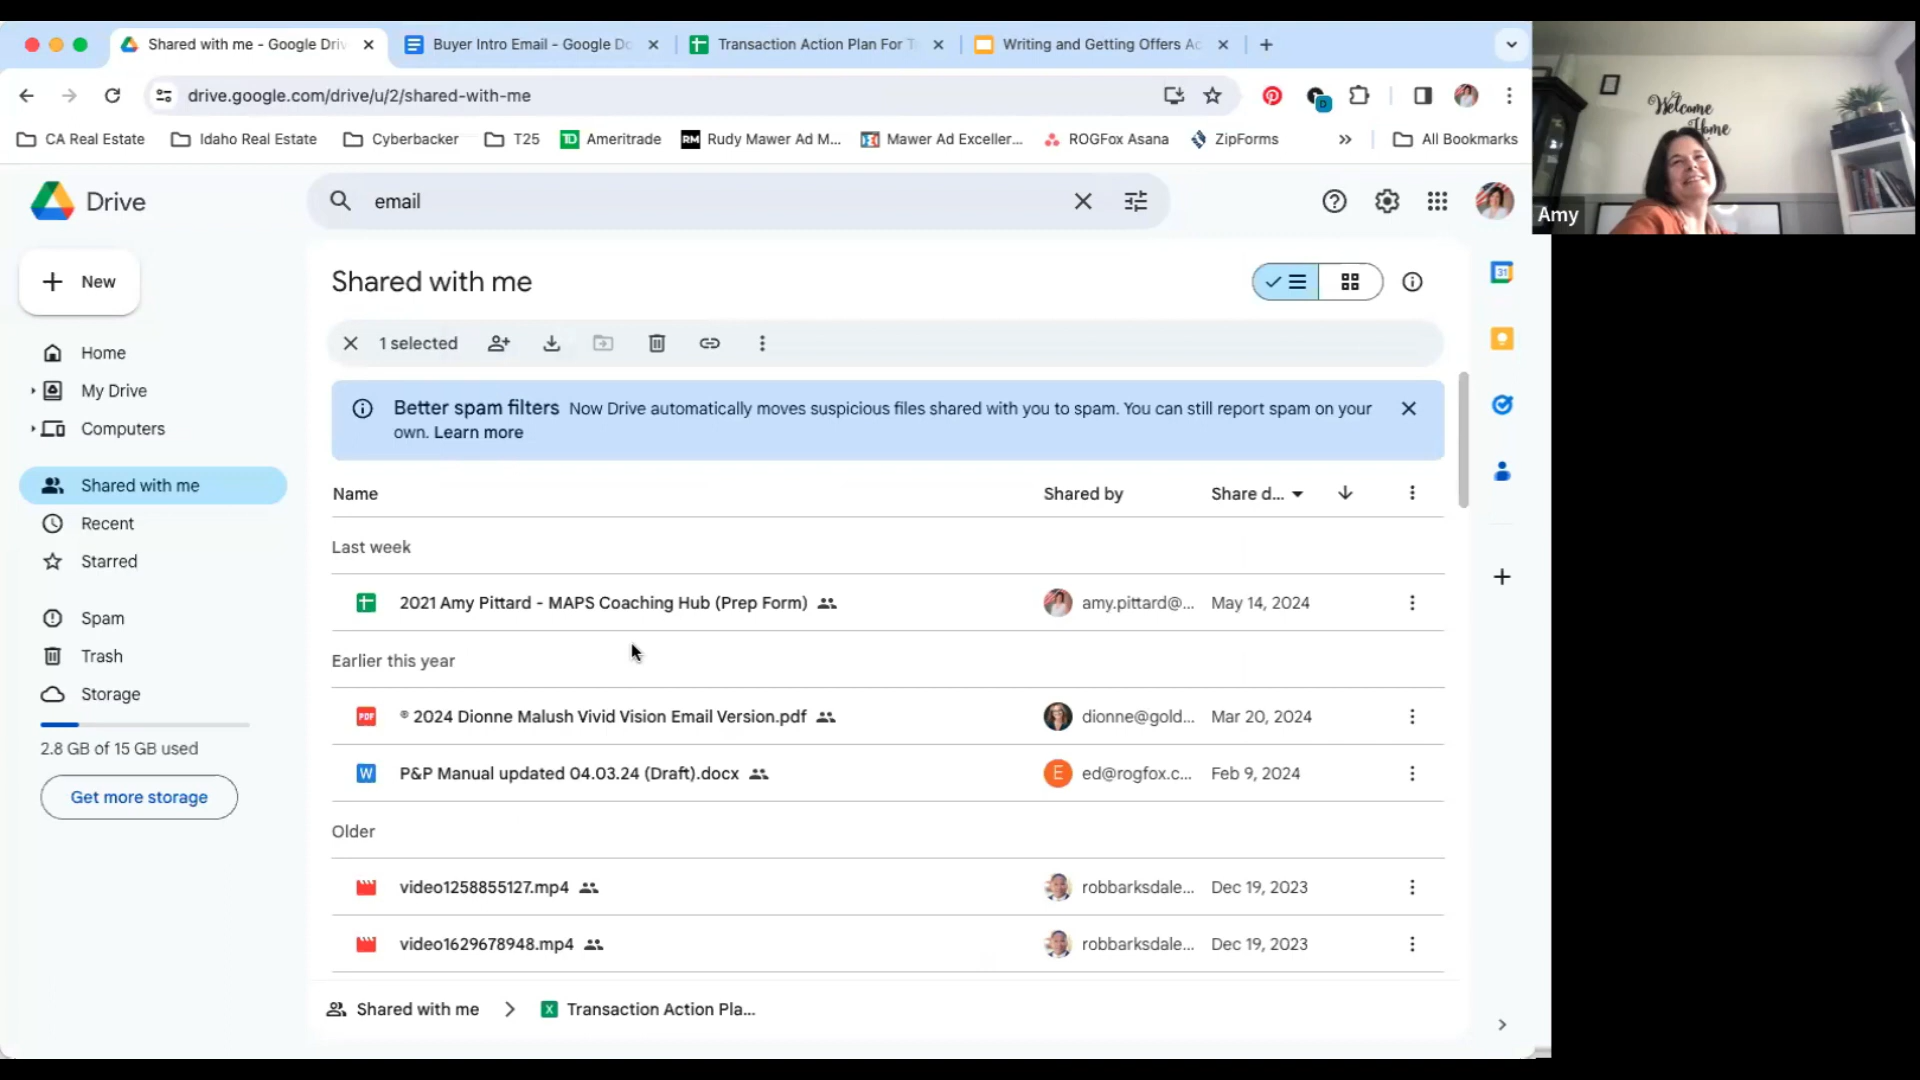 Shared with me - Google Driv
Buyer Intro Email - Google Do
Transaction Action Plan For T
Writing and Getting Offers Ac
drive.google.com/drive/u/2/shared-with-me
CA Real Estate
Idaho Real Estate
Cyberbacker
T25
Ameritrade
RM
Rudy Mawer Ad M...
Mawer Ad Exceller...
ROGFox Asana
ZipForms
All Bookmarks
Welcome
Home
Amy
Drive
email
New
Shared with me
1 selected
Better spam filters Now Drive automatically moves suspicious files shared with you to spam. You can still report spam on your
own. Learn more
Home
My Drive
Computers
Shared with me
Recent
Starred
Spam
Trash
Storage
2.8 GB of 15 GB used
Get more storage
31
Name
Shared by
Share d...
Last week
2021 Amy Pittard - MAPS Coaching Hub (Prep Form)
amy.pittard@...
May 14, 2024
Earlier this year
PDF
® 2024 Dionne Malush Vivid Vision Email Version.pdf
dionne@gold...
Mar 20, 2024
W
P&P Manual updated 04.03.24 (Draft).docx
E
ed@rogfox.c...
Feb 9, 2024
Older
video1258855127.mp4
robbarksdale...
Dec 19, 2023
video1629678948.mp4
robbarksdale...
Dec 19, 2023
Shared with me
X
Transaction Action Pla...